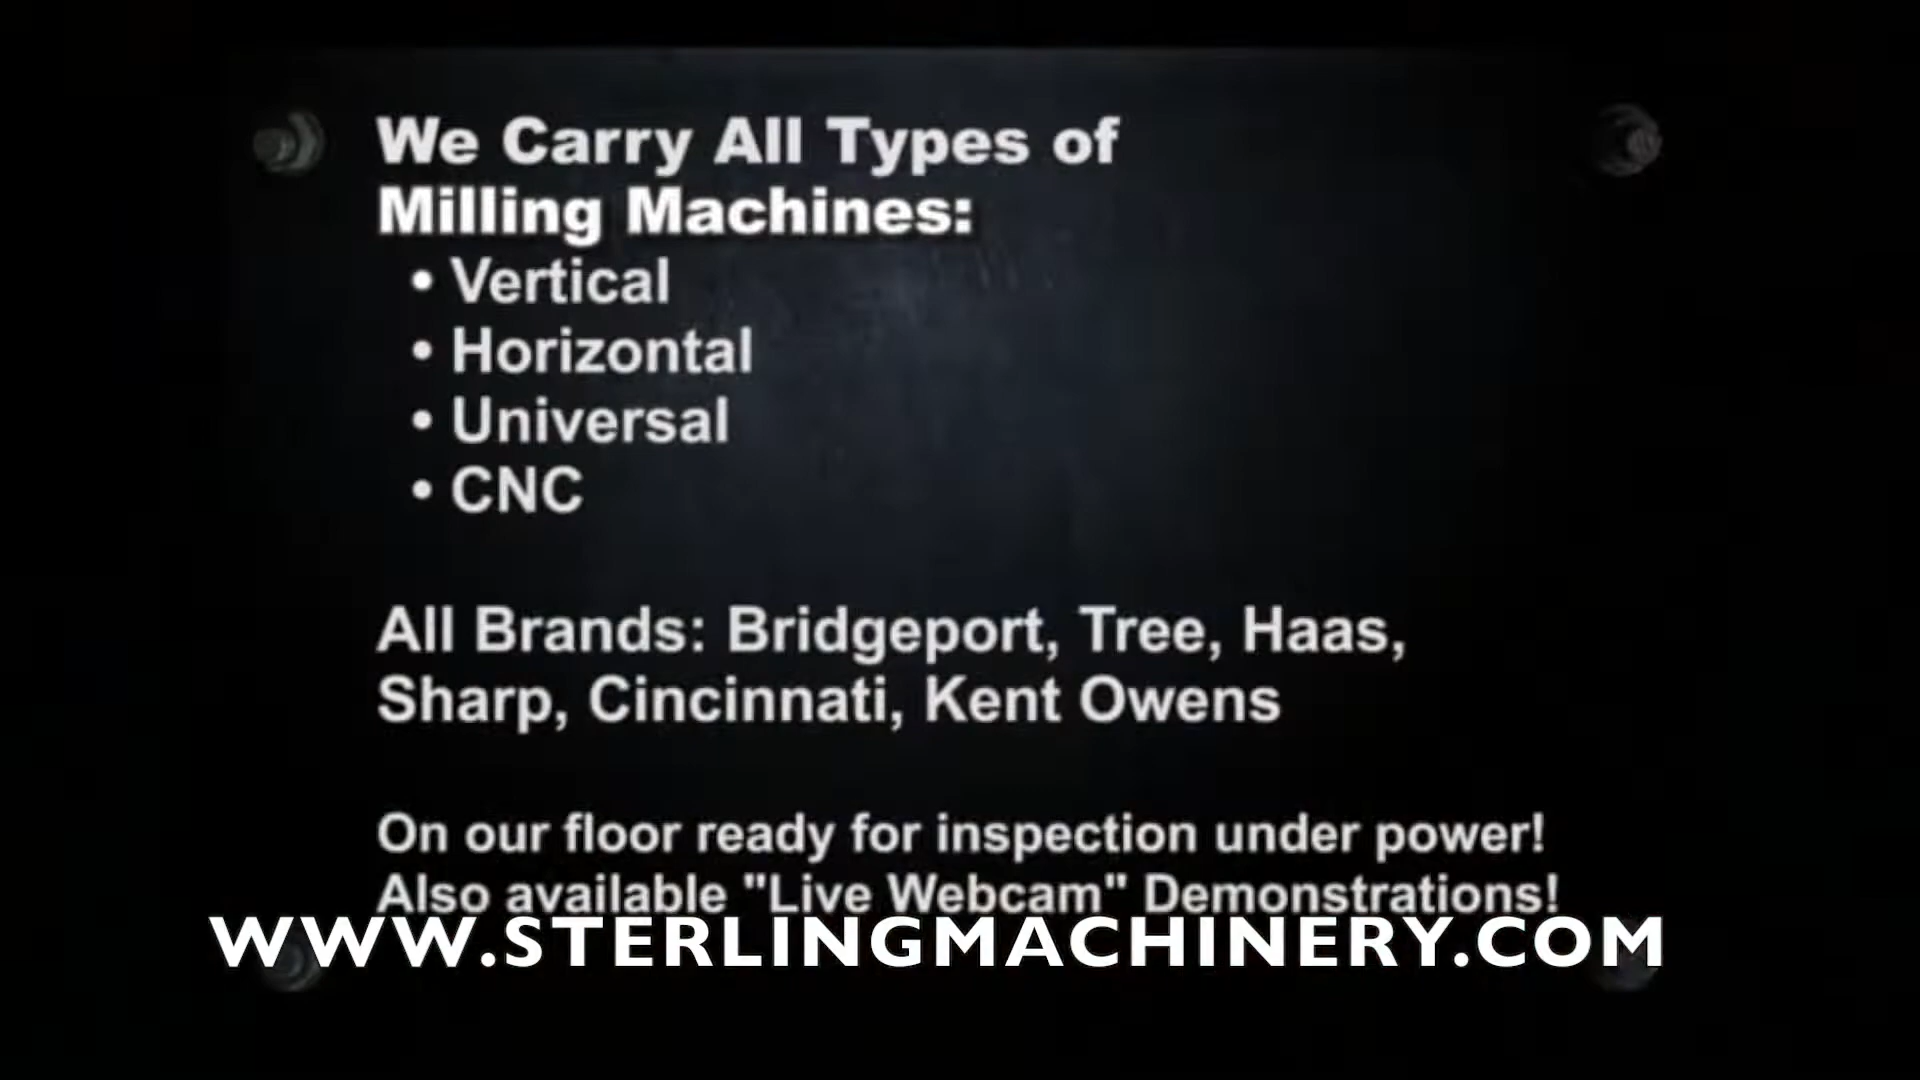 We Carry All Types of
Milling Machines:
• Vertical
• Horizontal
• Universal
• CNC
All Brands: Bridgeport, Tree, Haas,
Sharp, Cincinnati, Kent Owens
On our floor ready for inspection under power!
Also available "Live Webcam" Demonstrations!
WWW.STERLINGMACHINERY.COM